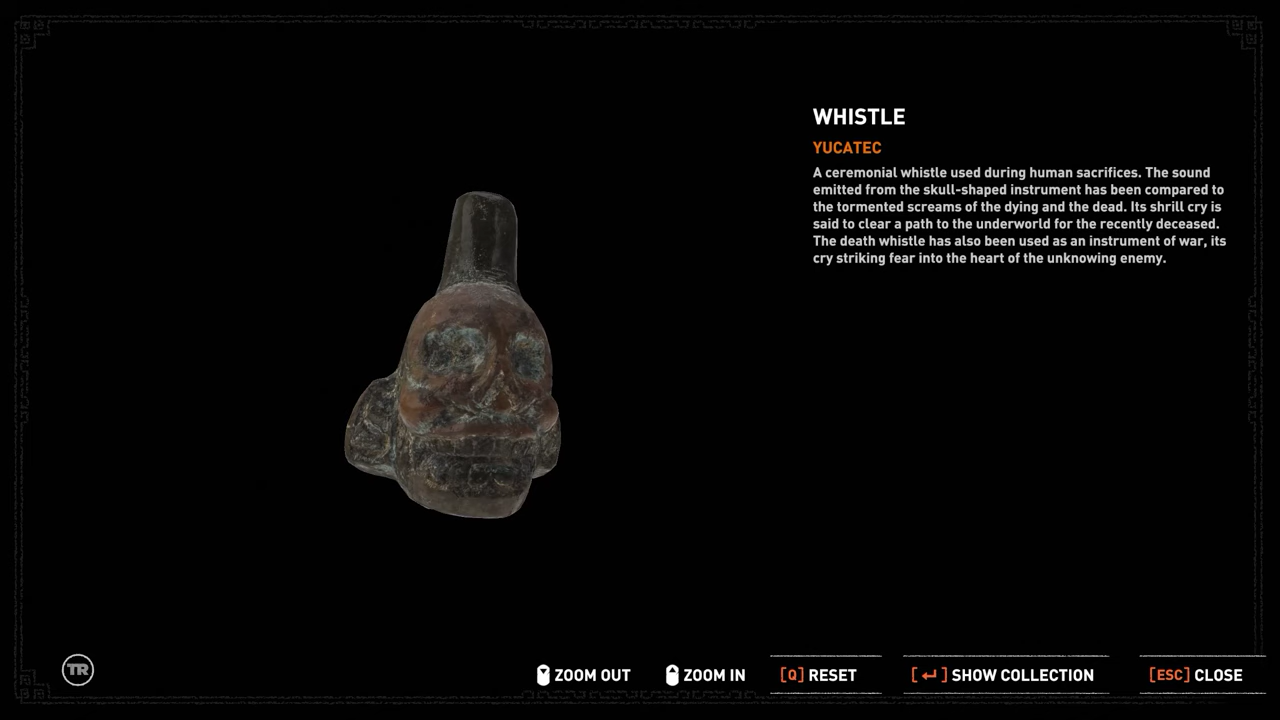 WHISTLE
YUCATEC
A ceremonial whistle used during human sacrifices. The sound
emitted from the skull-shaped instrument has been compared to
the tormented screams of the dying and the dead. Its shrill cry is
said to clear a path to the underworld for the recently deceased.
The death whistle has also been used as an instrument of war, its
cry striking fear into the heart of the unknowing enemy.
TR
ZOOM OUT
ZOOM IN
[Q] RESET
[↵] SHOW COLLECTION
[ESC] CLOSE